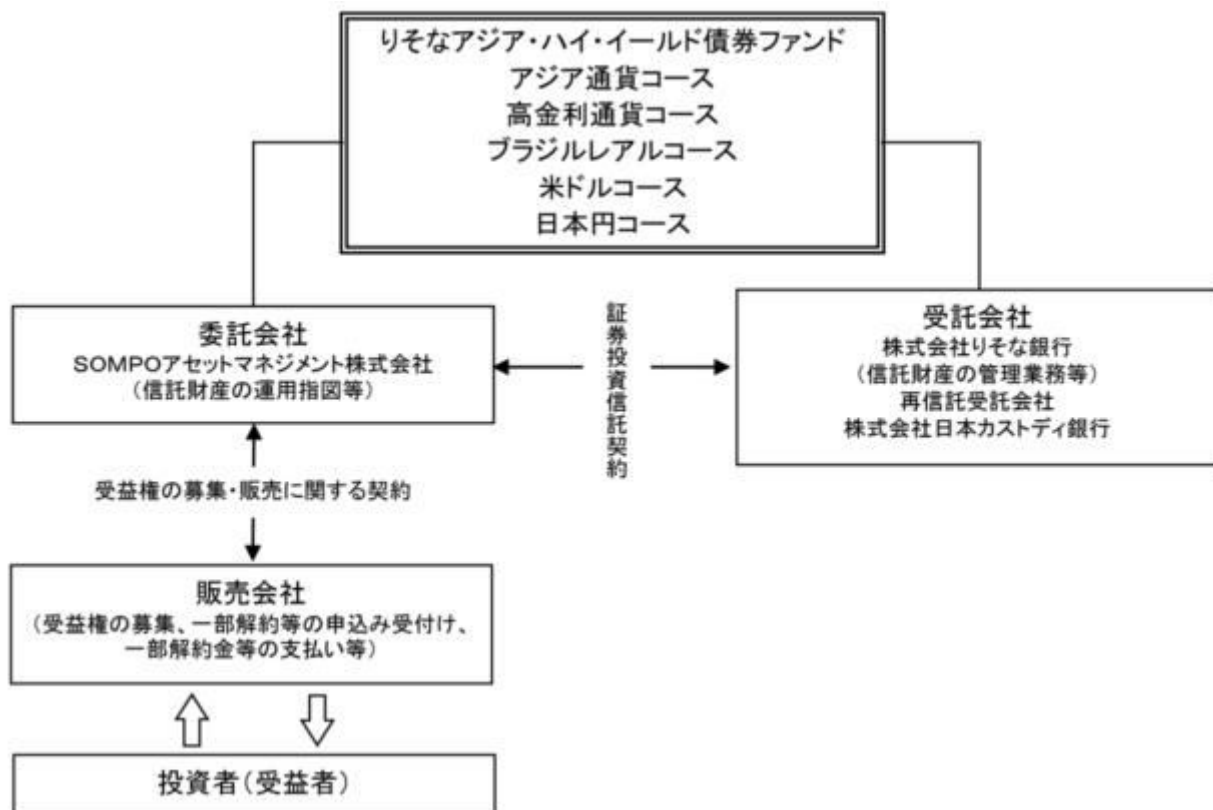 りそなアジア・ハイ・イールド債券ファンド
アジア通貨コース
高金利通貨コース
ブラジルレアルコース
米ドルコース
日本円コース
委託会社
SOMPOアセットマネジメント株式会社
（信託財産の運用指図等）
証券投資信託契約
受託会社
株式会社りそな銀行
（信託財産の管理業務等）
再信託受託会社
株式会社日本カストディ銀行
受益権の募集・販売に関する契約
販売会社
（受益権の募集、一部解約等の申込み受付け、
一部解約金等の支払い等）
投資者（受益者）